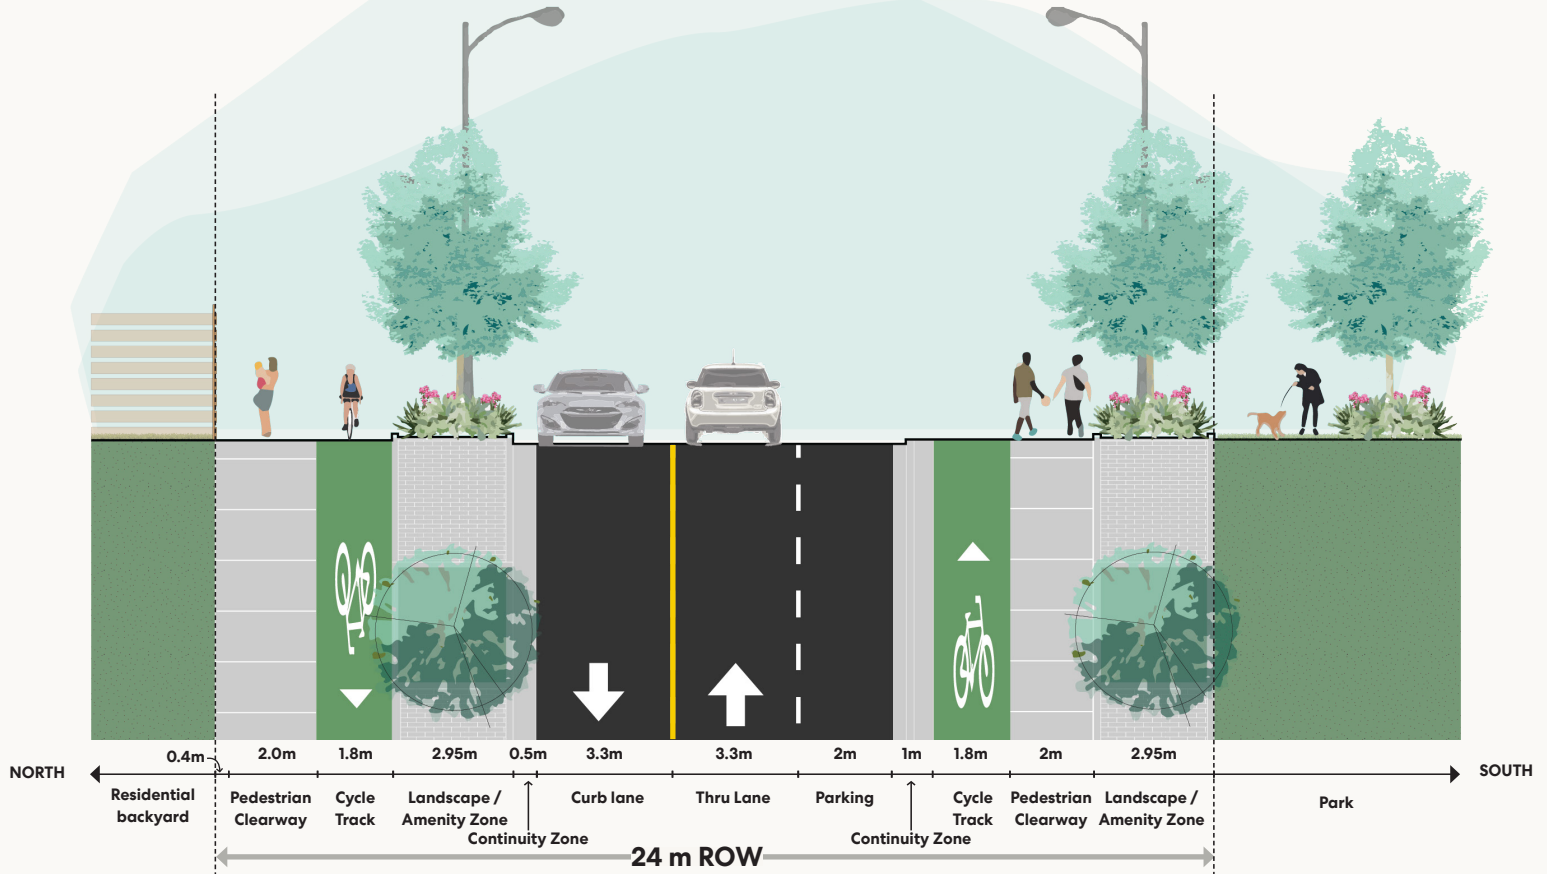 0.4m
2.0m
1.8m
2.95m
0.5m
3.3m
3.3m
2m
1m
1.8m
2m
2.95m
NORTH
SOUTH
Residential
backyard
Pedestrian
Clearway
Cycle
Track
Landscape /
Amenity Zone
Continuity Zone
Curb lane
Thru Lane
Parking
Continuity Zone
Cycle
Track
Pedestrian
Clearway
Landscape /
Amenity Zone
Park
24 m ROW